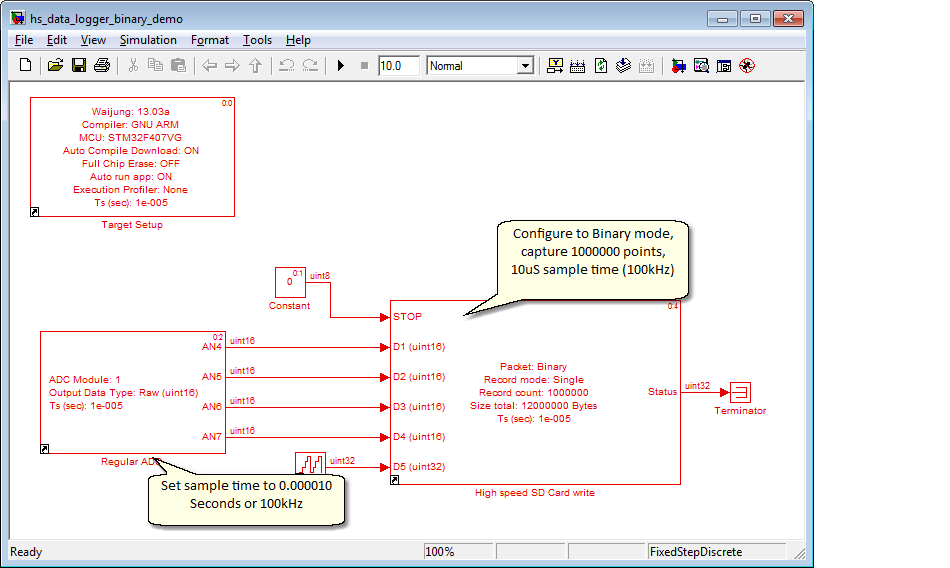 hs_data_logger_binary_demo
File Edit View Simulation Format Tools Help
10.0 Normal
0:0
Waijung: 13.03a
Compiler: GNU ARM
MCU: STM32F407VG
Auto Compile Download: ON
Full Chip Erase: OFF
Auto run app: ON
Execution Profiler: None
Ts (sec): 1e-005
Target Setup
Configure to Binary mode,
capture 1000000 points,
10uS sample time (100kHz)
0:1
0
uint8
Constant
0:4
STOP
D1 (uint16)
D2 (uint16)
D3 (uint16)
D4 (uint16)
D5 (uint32)
Packet: Binary
Record mode: Single
Record count: 1000000
Size total: 12000000 Bytes
Ts (sec): 1e-005
Status
uint32
Terminator
High speed SD Card write
0:2
AN4
uint16
AN5
uint16
AN6
uint16
AN7
uint16
ADC Module: 1
Output Data Type: Raw (uint16)
Ts (sec): 1e-005
Regular
uint32
Set sample time to 0.000010
Seconds or 100kHz
Ready 100% FixedStepDiscrete